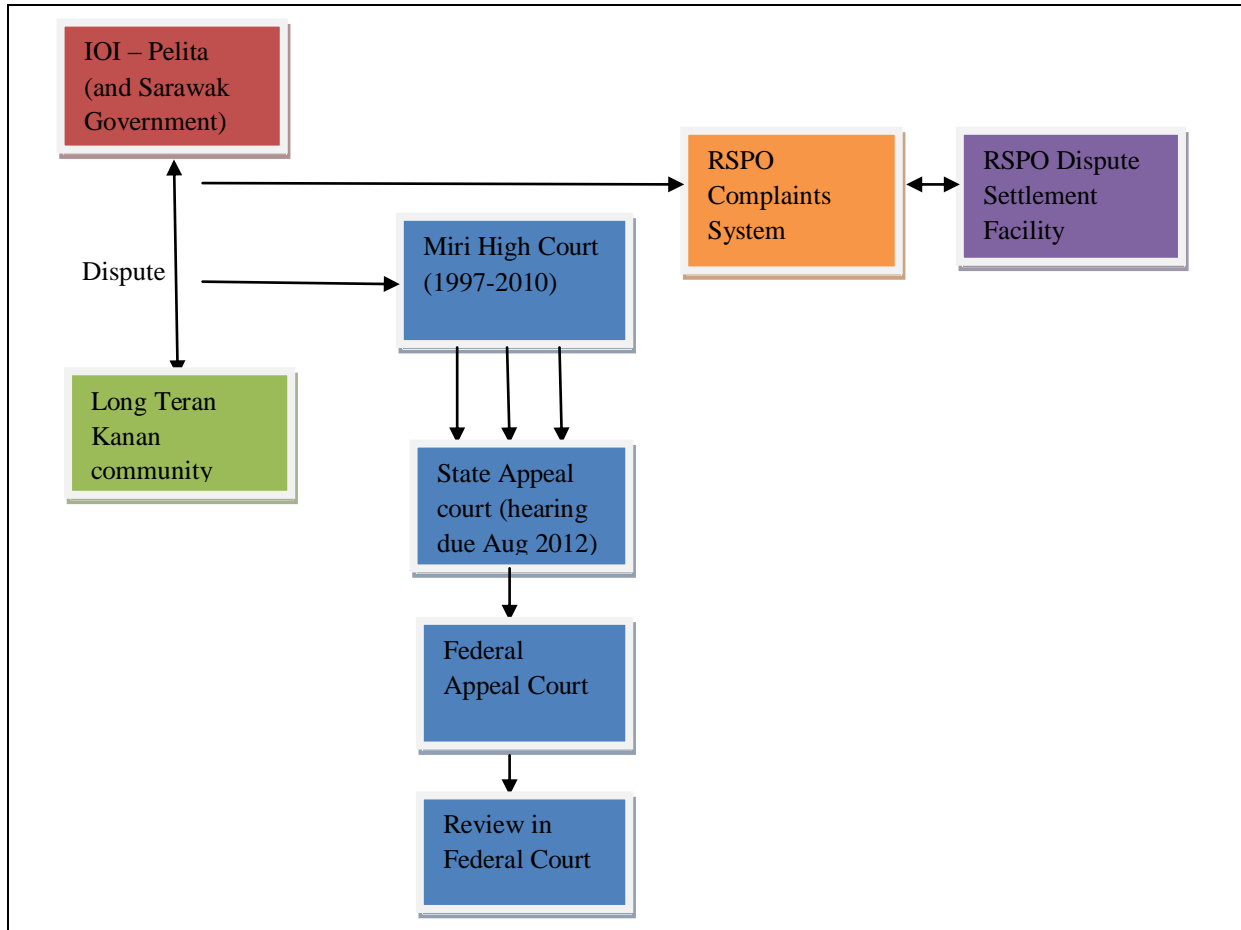 IOI – Pelita
(and Sarawak
Government)
RSPO
Complaints
System
RSPO Dispute
Settlement
Facility
Miri High Court
(1997-2010)
Dispute
Long Teran
Kanan
community
State Appeal
court (hearing
due Aug 2012)
Federal
Appeal Court
Review in
Federal Court